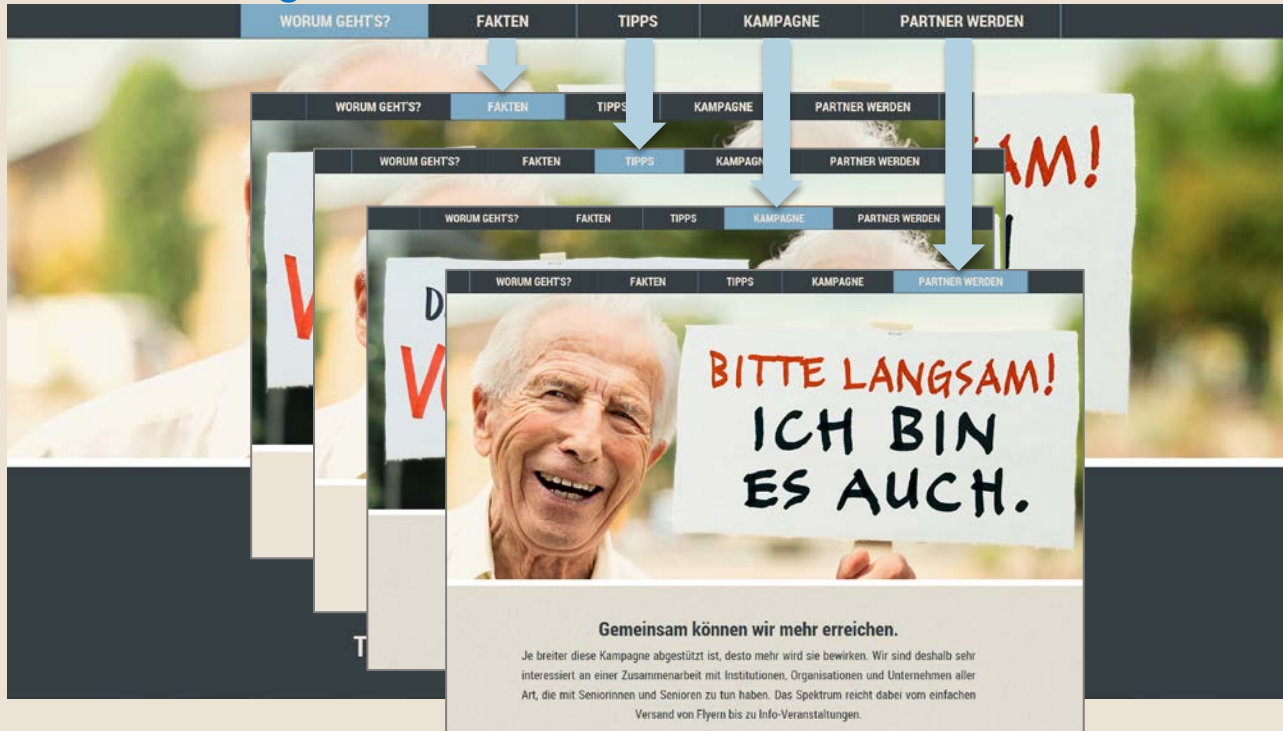 WORUM GEHT'S? FAKTEN TIPPS KAMPAGNE PARTNER WERDEN
WORUM GEHT'S? FAKTEN TIPPS KAMPAGNE PARTNER WERDEN
WORUM GEHT'S? FAKTEN TIPPS KAMPAGNE PARTNER WERDEN
WORUM GEHT'S? FAKTEN TIPPS KAMPAGNE PARTNER WERDEN
WORUM GEHT'S? FAKTEN TIPPS KAMPAGNE PARTNER WERDEN
BITTE LANGSAM!
ICH BIN
ES AUCH.
Gemeinsam können wir mehr erreichen.
Je breiter diese Kampagne abgestützt ist, desto mehr wird sie bewirken. Wir sind deshalb sehr
interessiert an einer Zusammenarbeit mit Institutionen, Organisationen und Unternehmen aller
Art, die mit Seniorinnen und Senioren zu tun haben. Das Spektrum reicht dabei vom einfachen
Versand von Flyern bis zu Info-Veranstaltungen.